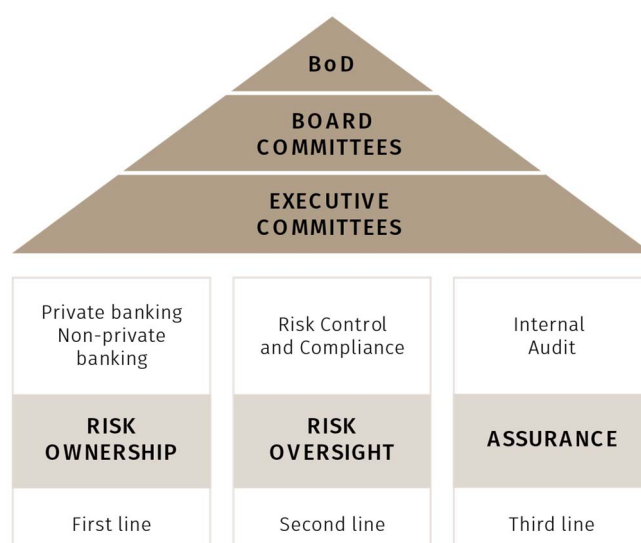 BoD
BOARD
COMMITTEES
EXECUTIVE
COMMITTEES
Private banking
Non-private
banking
RISK
OWNERSHIP
First line
Risk Control
and Compliance
RISK
OVERSIGHT
Second line
Internal
Audit
ASSURANCE
Third line